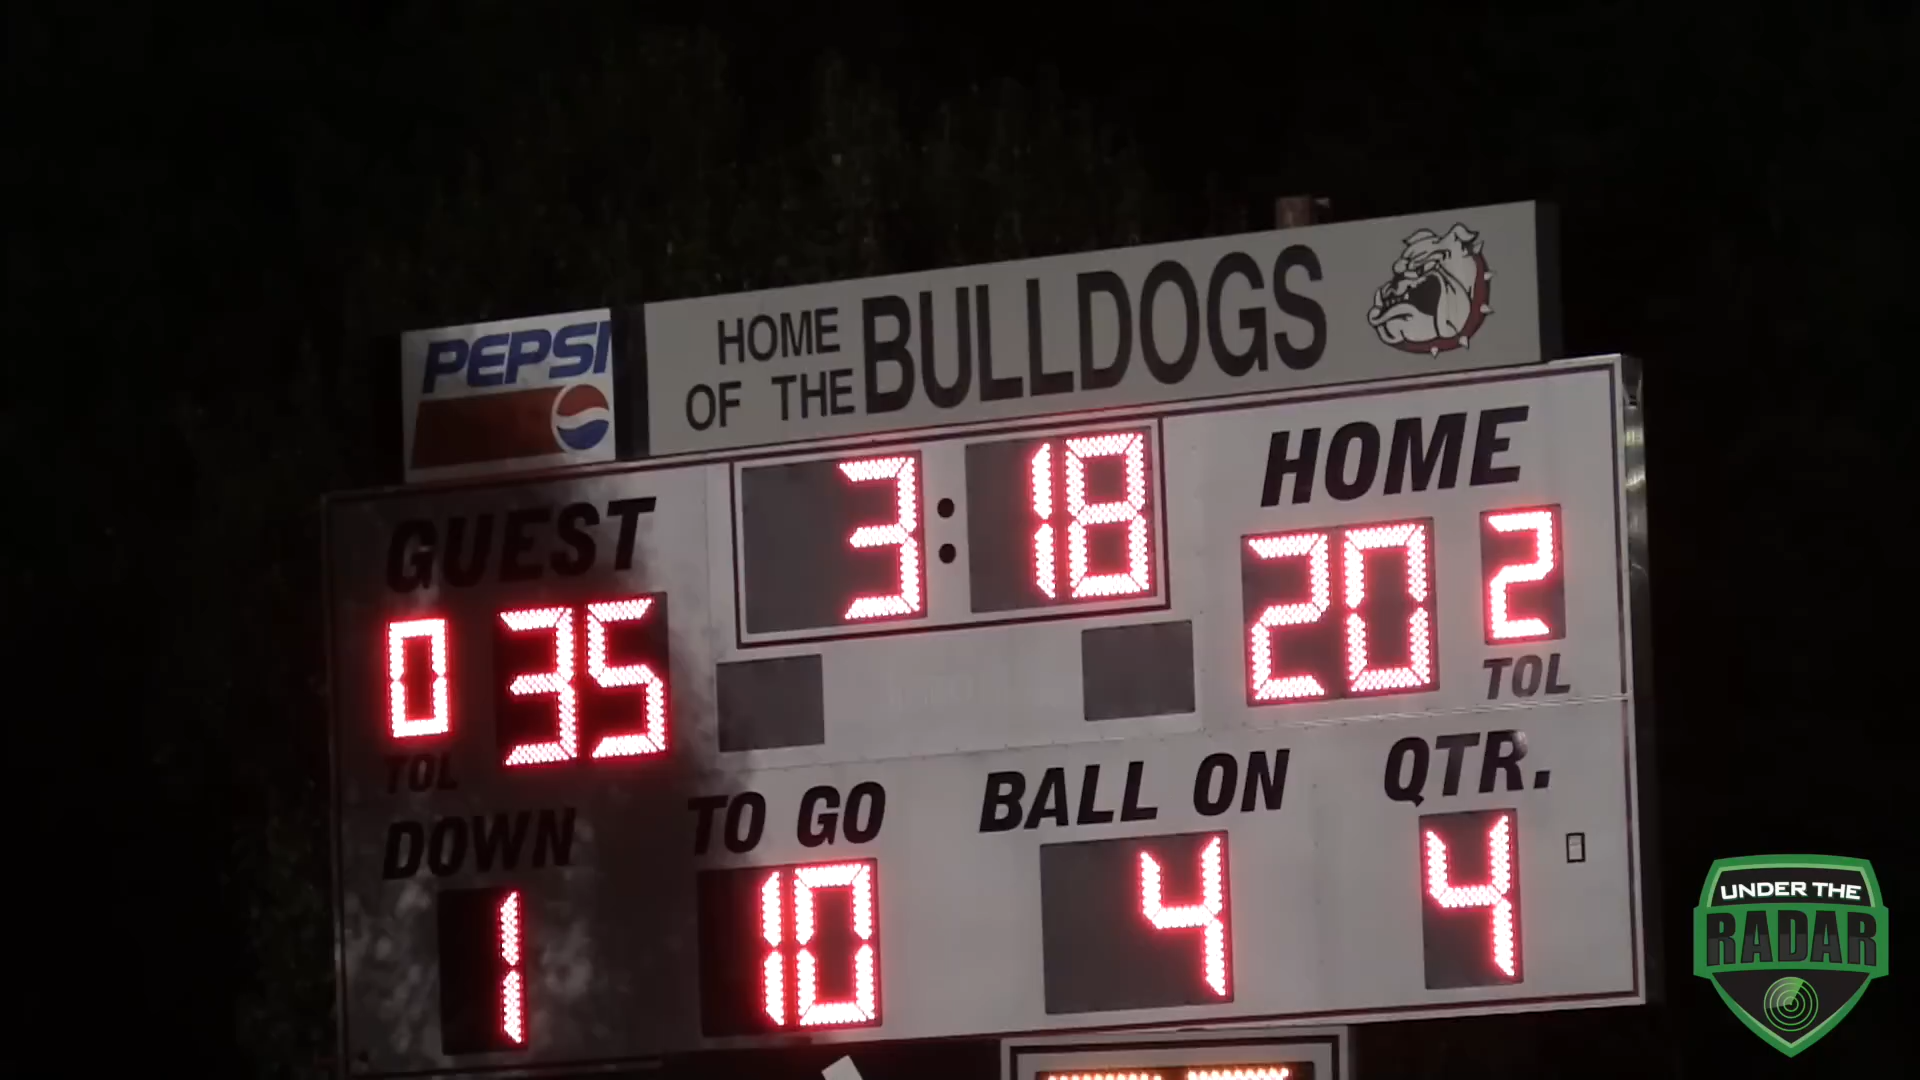 PEPSI
HOME
OF THE BULLDOGS
GUEST
3:18
HOME
0 35
20 2
TOL
TOL
DOWN
TO GO
BALL ON
QTR.
1
10
4
4
UNDER THE
RADAR